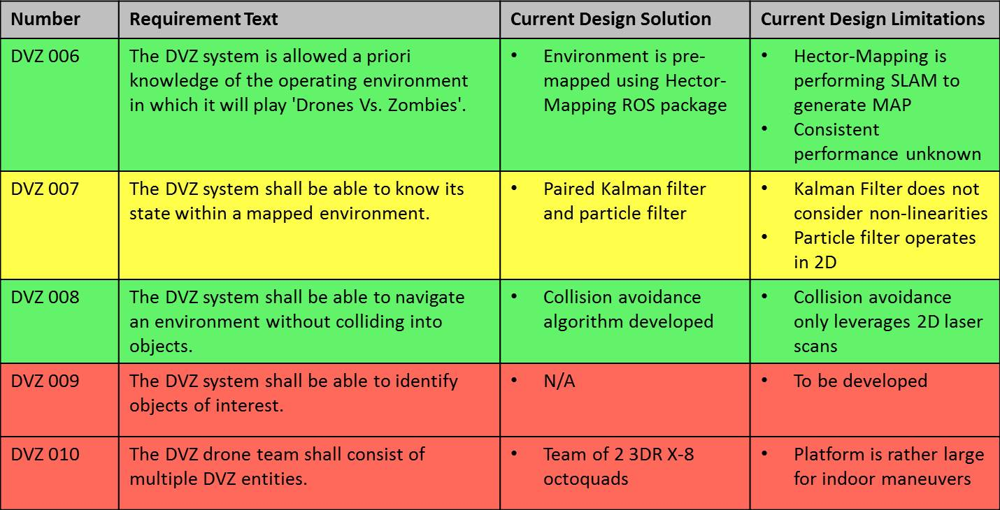 Number
Requirement Text
Current Design Solution
Current Design Limitations
DVZ 006
The DVZ system is allowed a priori
knowledge of the operating environment
in which it will play 'Drones Vs. Zombies'.
• Environment is pre-
mapped using Hector-
Mapping ROS package
• Hector-Mapping is
performing SLAM to
generate MAP
• Consistent
performance unknown
DVZ 007
The DVZ system shall be able to know its
state within a mapped environment.
• Paired Kalman filter
and particle filter
• Kalman Filter does not
consider non-linearities
• Particle filter operates
in 2D
DVZ 008
The DVZ system shall be able to navigate
an environment without colliding into
objects.
• Collision avoidance
algorithm developed
• Collision avoidance
only leverages 2D laser
scans
DVZ 009
The DVZ system shall be able to identify
objects of interest.
• N/A
• To be developed
DVZ 010
The DVZ drone team shall consist of
multiple DVZ entities.
• Team of 2 3DR X-8
octoquads
• Platform is rather large
for indoor maneuvers